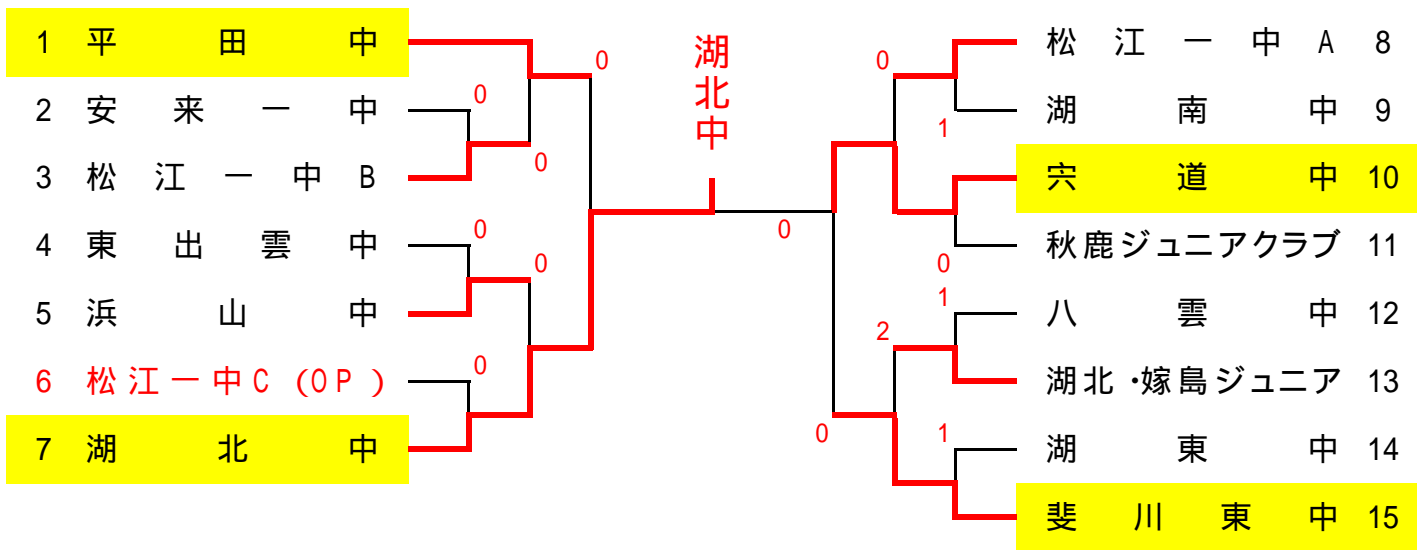 1 平田中
2 安来一中
3 松江一中B
4 東出雲中
5 浜山中
6 松江一中C (OP)
7 湖北中
0
0
0
0
0
0
湖北中
0
松江一中A 8
湖南中 9
宍道中 10
秋鹿ジュニアクラブ 11
八雲中 12
湖北・嫁島ジュニア 13
湖東中 14
斐川東中 15
0
1
0
1
2
0
1